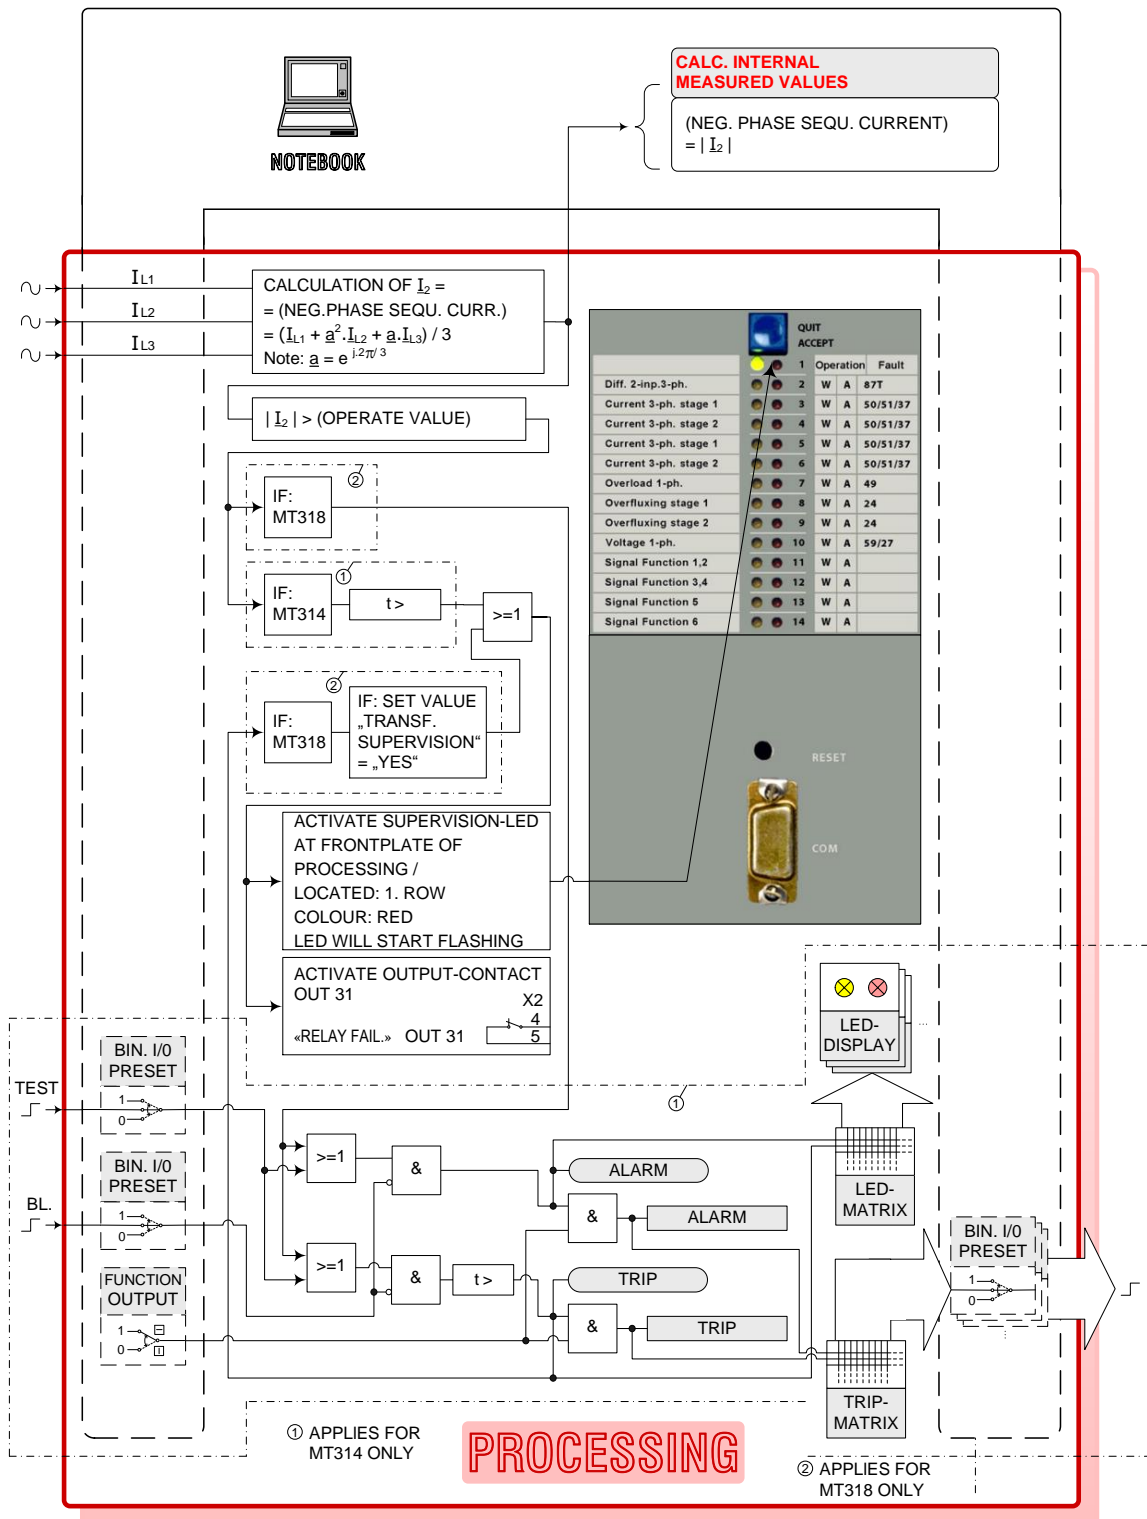 CALC. INTERNAL
MEASURED VALUES
(NEG. PHASE SEQU. CURRENT)
= | I2 |
NOTEBOOK
IL1
IL2
IL3
CALCULATION OF I2 =
= (NEG.PHASE SEQU. CURR.)
= (IL1 + a².IL2 + a.IL3) / 3
Note: a = e j.2π/ 3
| I2 | > (OPERATE VALUE)
QUIT
ACCEPT
1 Operation Fault
Diff. 2-inp.3-ph. 2 W A 87T
Current 3-ph. stage 1 3 W A 50/51/37
Current 3-ph. stage 2 4 W A 50/51/37
Current 3-ph. stage 1 5 W A 50/51/37
Current 3-ph. stage 2 6 W A 50/51/37
Overload 1-ph. 7 W A 49
Overfluxing stage 1 8 W A 24
Overfluxing stage 2 9 W A 24
Voltage 1-ph. 10 W A 59/27
Signal Function 1,2 11 W A
Signal Function 3,4 12 W A
Signal Function 5 13 W A
Signal Function 6 14 W A
RESET
COM
②
IF:
MT318
①
IF:
MT314
t >
>=1
②
IF:
MT318
IF: SET VALUE
„TRANSF.
SUPERVISION“
= „YES“
ACTIVATE SUPERVISION-LED
AT FRONTPLATE OF
PROCESSING /
LOCATED: 1. ROW
COLOUR: RED
LED WILL START FLASHING
ACTIVATE OUTPUT-CONTACT
OUT 31
X2
4
«RELAY FAIL.» OUT 31 5
LED-
DISPLAY
...
①
TEST
BIN. I/0
PRESET
1
0
BL.
BIN. I/0
PRESET
1
0
FUNCTION
OUTPUT
1
0
>=1
&
ALARM
&
ALARM
>=1
&
t >
TRIP
&
TRIP
LED-
MATRIX
BIN. I/0
PRESET
1
0
...
TRIP-
MATRIX
① APPLIES FOR
MT314 ONLY
PROCESSING
② APPLIES FOR
MT318 ONLY